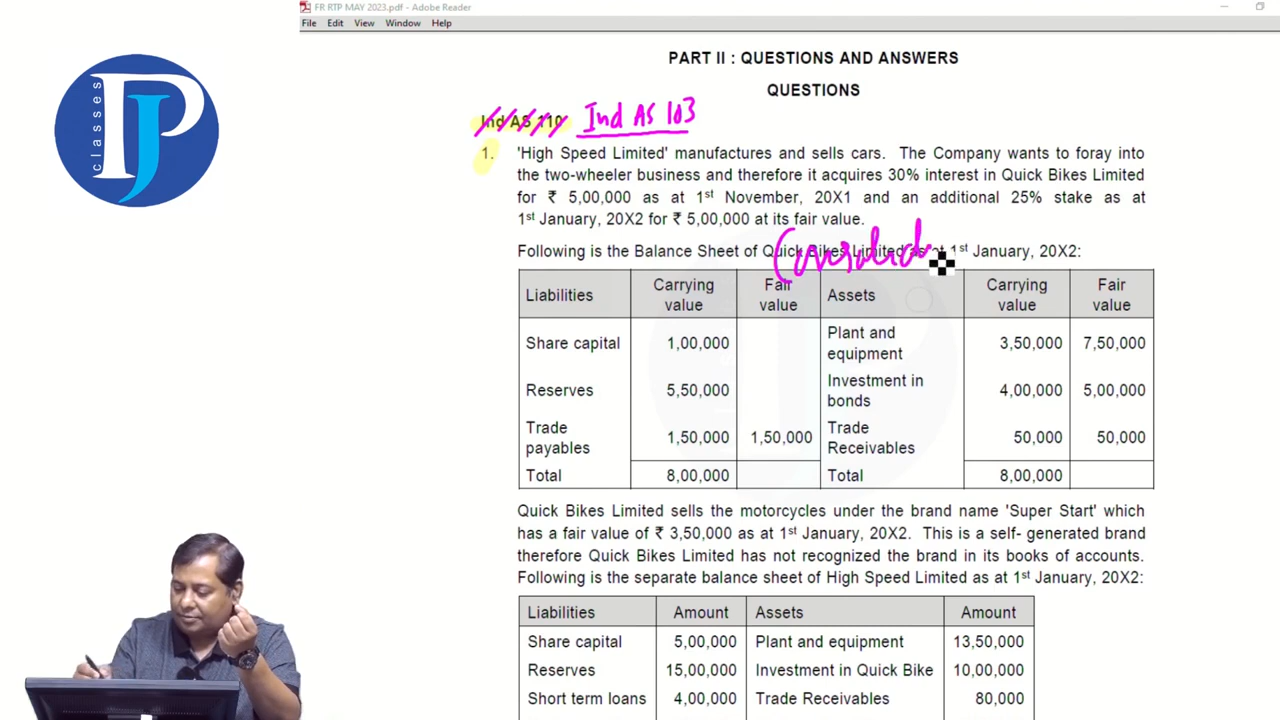 FR RTP MAY 2023.pdf - Adobe Reader
File Edit View Window Help
PJ
classes
PART II : QUESTIONS AND ANSWERS
QUESTIONS
Ind AS 110 Ind AS 103
1. 'High Speed Limited' manufactures and sells cars. The Company wants to foray into
the two-wheeler business and therefore it acquires 30% interest in Quick Bikes Limited
for ₹ 5,00,000 as at 1st November, 20X1 and an additional 25% stake as at
1st January, 20X2 for ₹ 5,00,000 at its fair value.
Following is the Balance Sheet of Quick Bikes Limited as at 1st January, 20X2:
Consolid
Liabilities Carrying value Fair value Assets Carrying value Fair value
Share capital 1,00,000 Plant and equipment 3,50,000 7,50,000
Reserves 5,50,000 Investment in bonds 4,00,000 5,00,000
Trade payables 1,50,000 1,50,000 Trade Receivables 50,000 50,000
Total 8,00,000 Total 8,00,000
Quick Bikes Limited sells the motorcycles under the brand name 'Super Start' which
has a fair value of ₹ 3,50,000 as at 1st January, 20X2. This is a self- generated brand
therefore Quick Bikes Limited has not recognized the brand in its books of accounts.
Following is the separate balance sheet of High Speed Limited as at 1st January, 20X2:
Liabilities Amount Assets Amount
Share capital 5,00,000 Plant and equipment 13,50,000
Reserves 15,00,000 Investment in Quick Bike 10,00,000
Short term loans 4,00,000 Trade Receivables 80,000